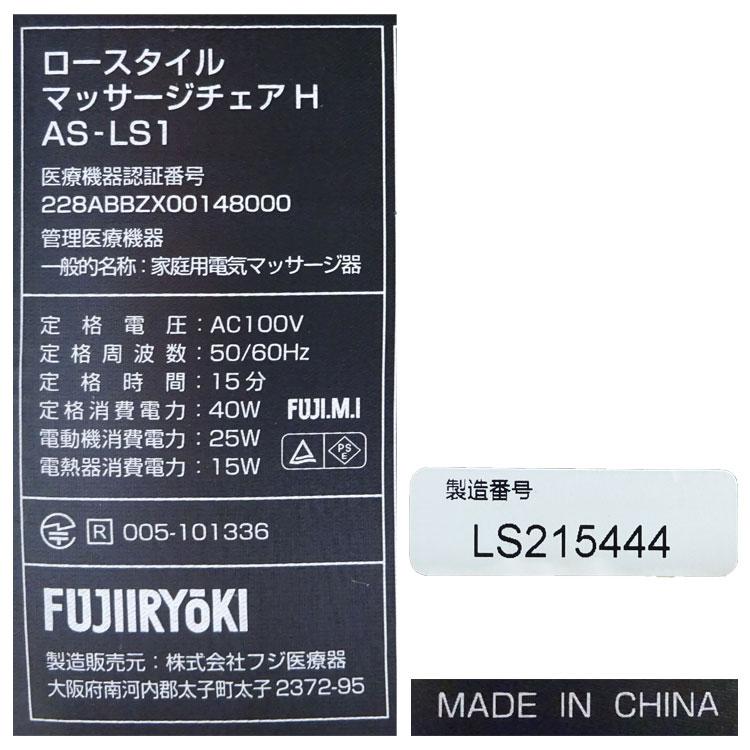 ロースタイル
マッサージチェア H
AS-LS1
医療機器認証番号
228ABBZX00148000
管理医療機器
一般的名称：家庭用電気マッサージ器
定格電圧：AC100V
定格周波数：50/60Hz
定格時間：15分
定格消費電力：40W
電動機消費電力：25W
電熱器消費電力：15W
FUJI.M.I
PS
E
R 005-101336
FUJIIRYōKI
製造販売元：株式会社フジ医療器
大阪府南河内郡太子町太子2372-95
製造番号
LS215444
MADE IN CHINA